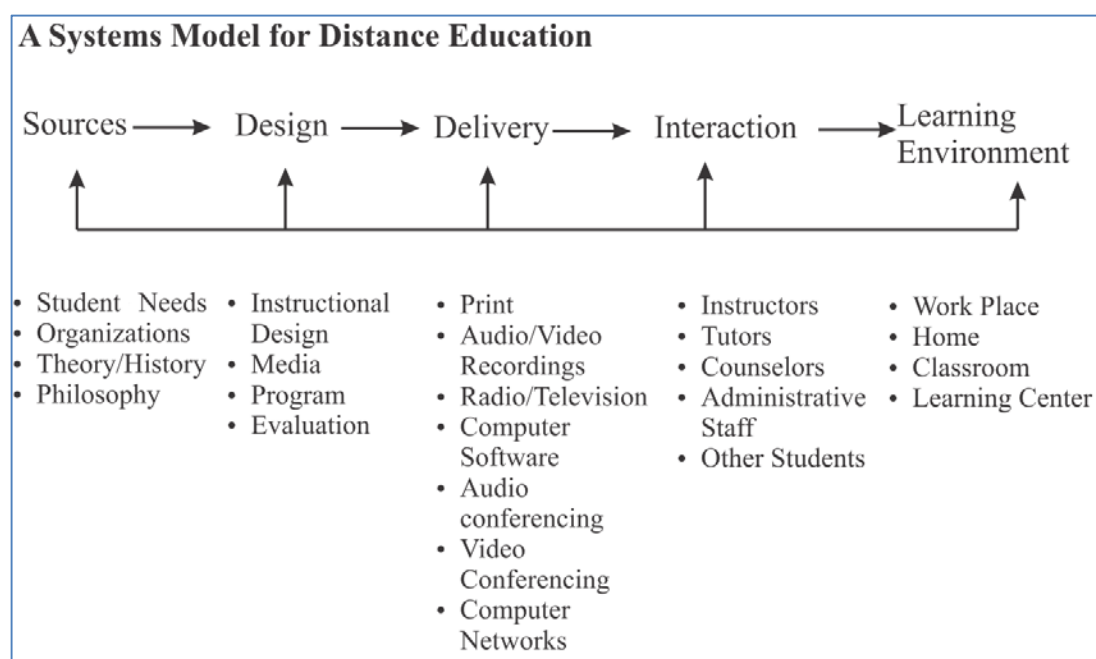 A Systems Model for Distance Education
Sources
Design
Delivery
Interaction
Learning
Environment
• Student Needs
• Organizations
• Theory/History
• Philosophy
• Instructional
Design
• Media
• Program
• Evaluation
• Print
• Audio/Video
Recordings
• Radio/Television
• Computer
Software
• Audio
conferencing
• Video
Conferencing
• Computer
Networks
• Instructors
• Tutors
• Counselors
• Administrative
Staff
• Other Students
• Work Place
• Home
• Classroom
• Learning Center